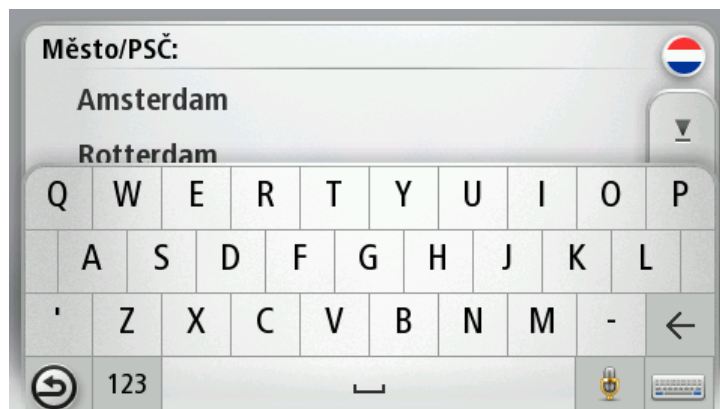 Město/PSČ:
Amsterdam
Rotterdam
Q W E R T Y U I O P
A S D F G H J K L
' Z X C V B N M -
123